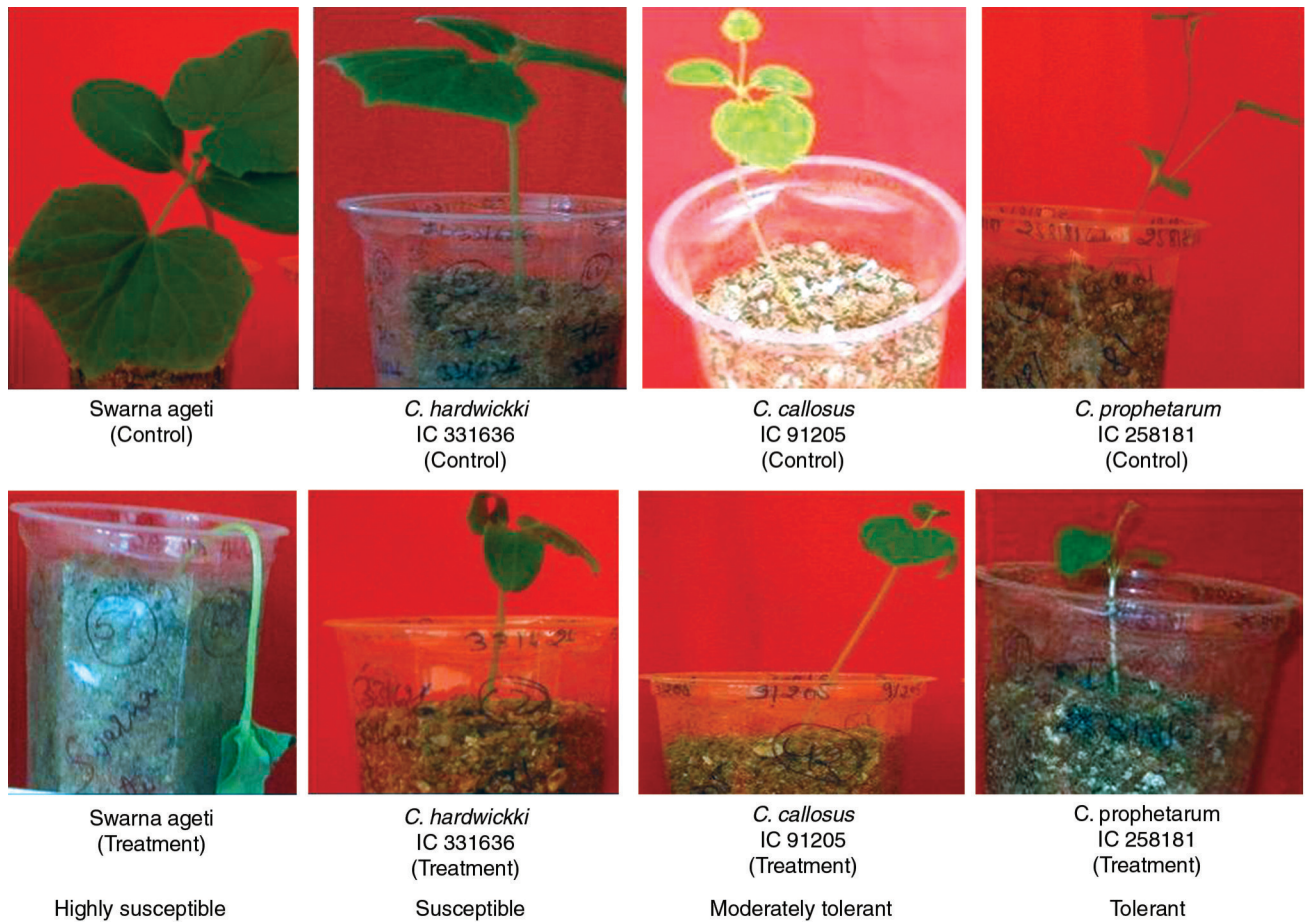 Swarna ageti
(Control)
C. hardwickki
IC 331636
(Control)
C. callosus
IC 91205
(Control)
C. prophetarum
IC 258181
(Control)
91205
Swarna ageti
(Treatment)
C. hardwickki
IC 331636
(Treatment)
C. callosus
IC 91205
(Treatment)
C. prophetarum
IC 258181
(Treatment)
Highly susceptible
Susceptible
Moderately tolerant
Tolerant